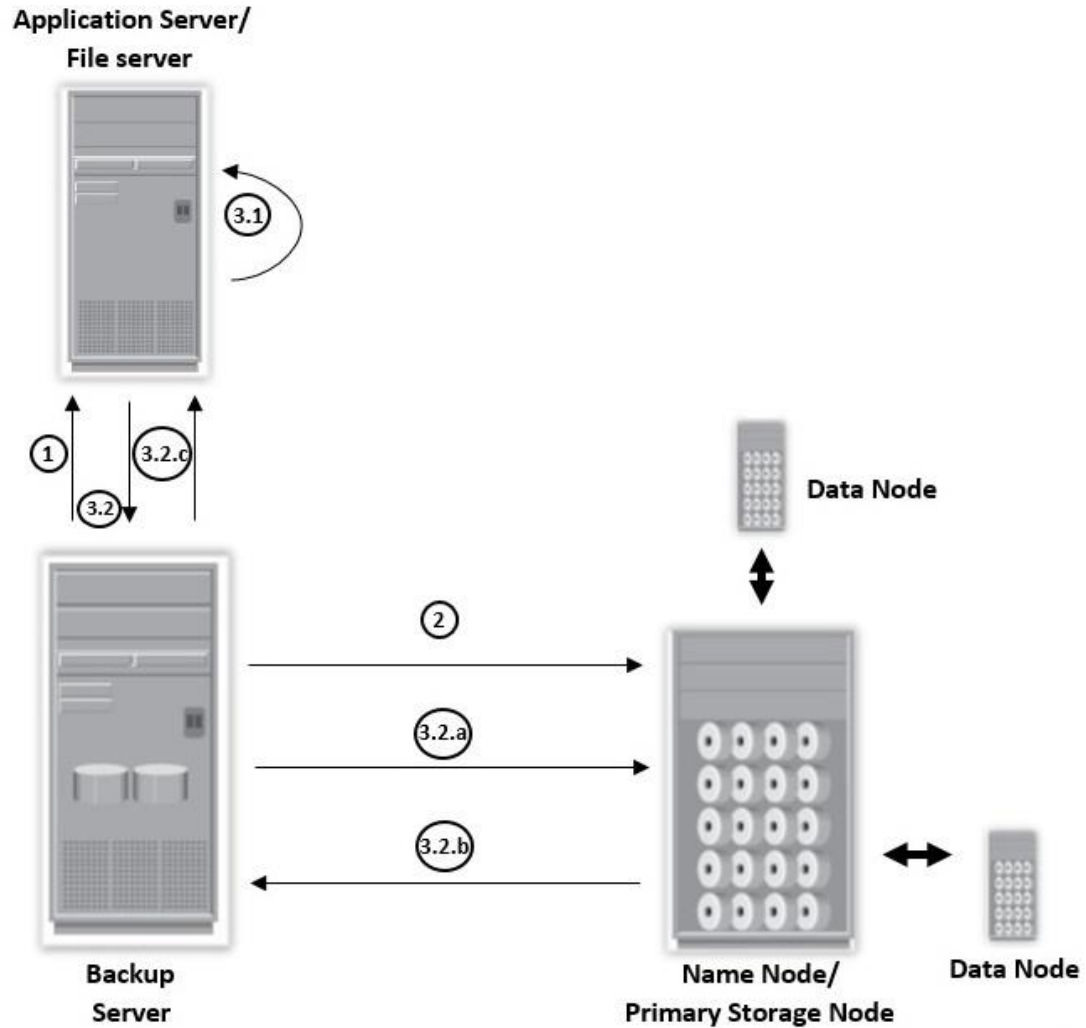 Application Server/
File server
3.1
1
3.2.c
3.2
Data Node
2
3.2.a
3.2.b
Backup
Server
Name Node/
Primary Storage Node
Data Node